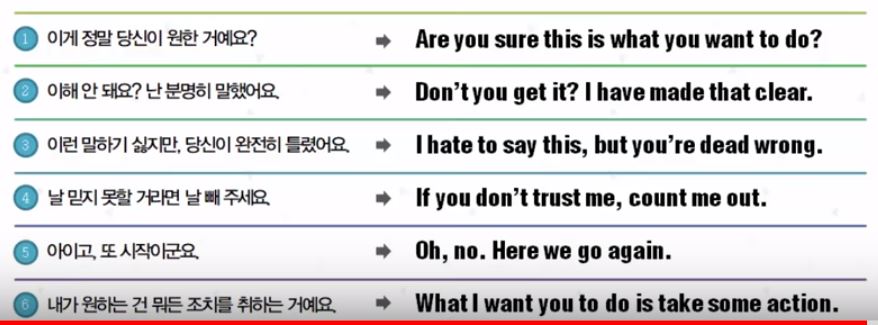 1 이게 정말 당신이 원한 거예요? ➡ Are you sure this is what you want to do?
2 이해 안 돼요? 난 분명히 말했어요. ➡ Don't you get it? I have made that clear.
3 이런 말하기 싫지만, 당신이 완전히 틀렸어요. ➡ I hate to say this, but you're dead wrong.
4 날 믿지 못할 거라면 날 빼 주세요. ➡ If you don't trust me, count me out.
5 아이고, 또 시작이군요. ➡ Oh, no. Here we go again.
6 내가 원하는 건 뭐든 조치를 취하는 거예요. ➡ What I want you to do is take some action.